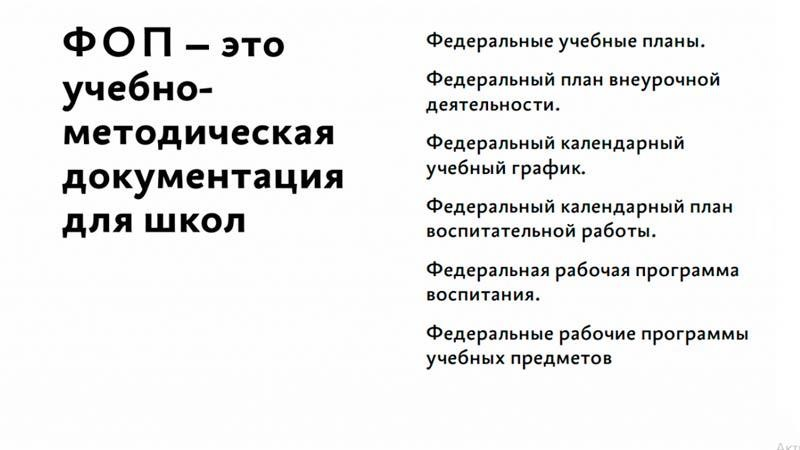 ФОП – это
учебно-
методическая
документация
для школ
Федеральные учебные планы.
Федеральный план внеурочной
деятельности.
Федеральный календарный
учебный график.
Федеральный календарный план
воспитательной работы.
Федеральная рабочая программа
воспитания.
Федеральные рабочие программы
учебных предметов